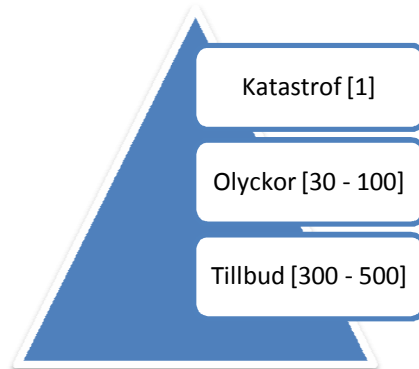 Katastrof [1]
Olyckor [30 - 100]
Tillbud [300 - 500]